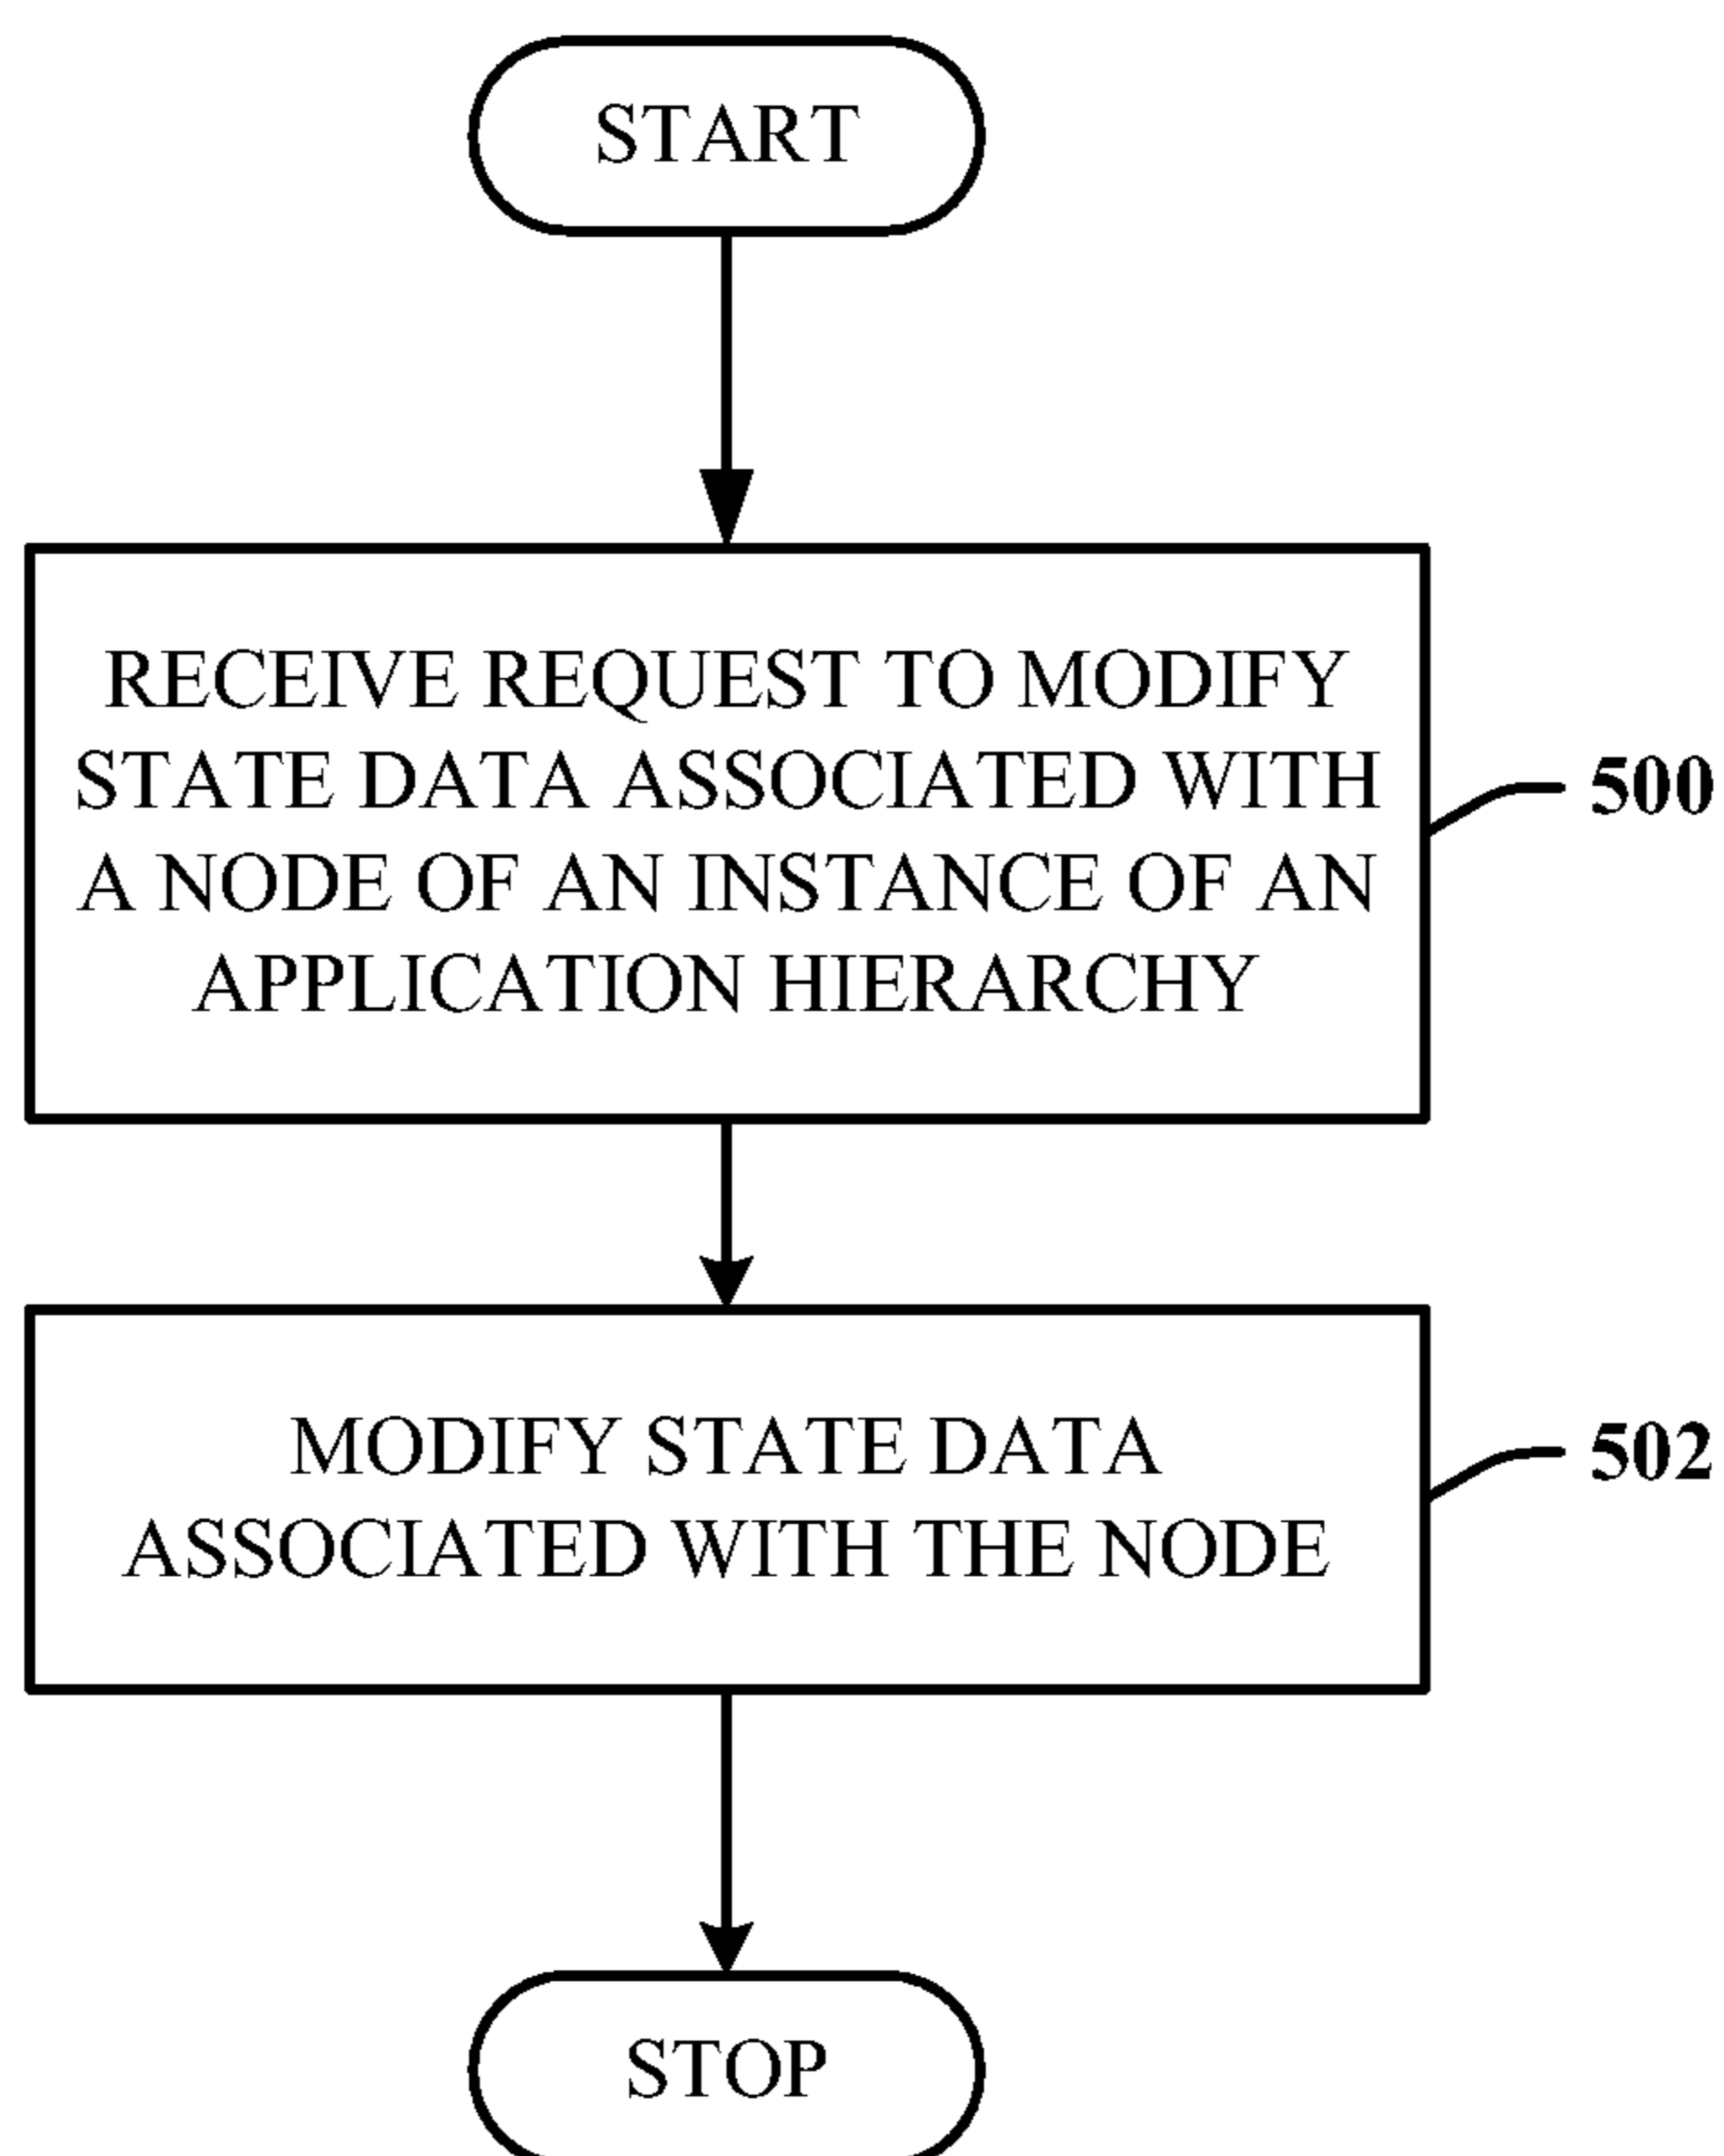 START
RECEIVE REQUEST TO MODIFY
STATE DATA ASSOCIATED WITH
A NODE OF AN INSTANCE OF AN
APPLICATION HIERARCHY
500
MODIFY STATE DATA
ASSOCIATED WITH THE NODE
502
STOP